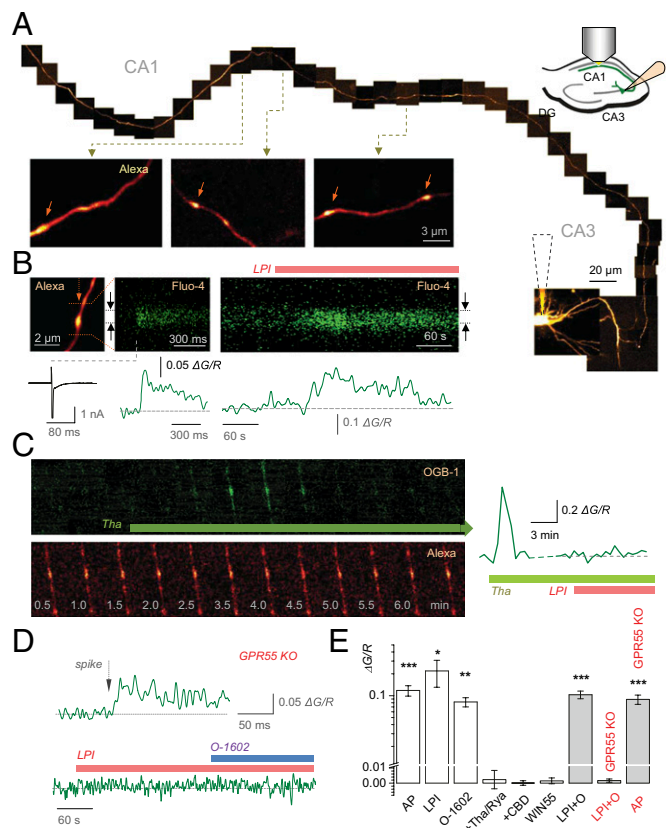 A
CA1
CA1
CA3
DG
Alexa
3 μm
CA3
20 μm
B
LPI
Alexa
Fluo-4
Fluo-4
2 μm
300 ms
60 s
0.05 ΔG/R
1 nA
80 ms
300 ms
60 s
0.1 ΔG/R
C
OGB-1
Tha
Alexa
0.5 1.0 1.5 2.0 2.5 3.5 4.0 4.5 5.0 6.0 min
0.2 ΔG/R
3 min
LPI
Tha
D
spike
GPR55 KO
0.05 ΔG/R
50 ms
O-1602
LPI
60 s
E
ΔG/R
GPR55 KO
*** * ** *** ***
0.1
GPR55 KO
0.01
0.00
AP LPI O-1602 +Tha/Rya +CBD WIN55 LPI+O LPI+O AP